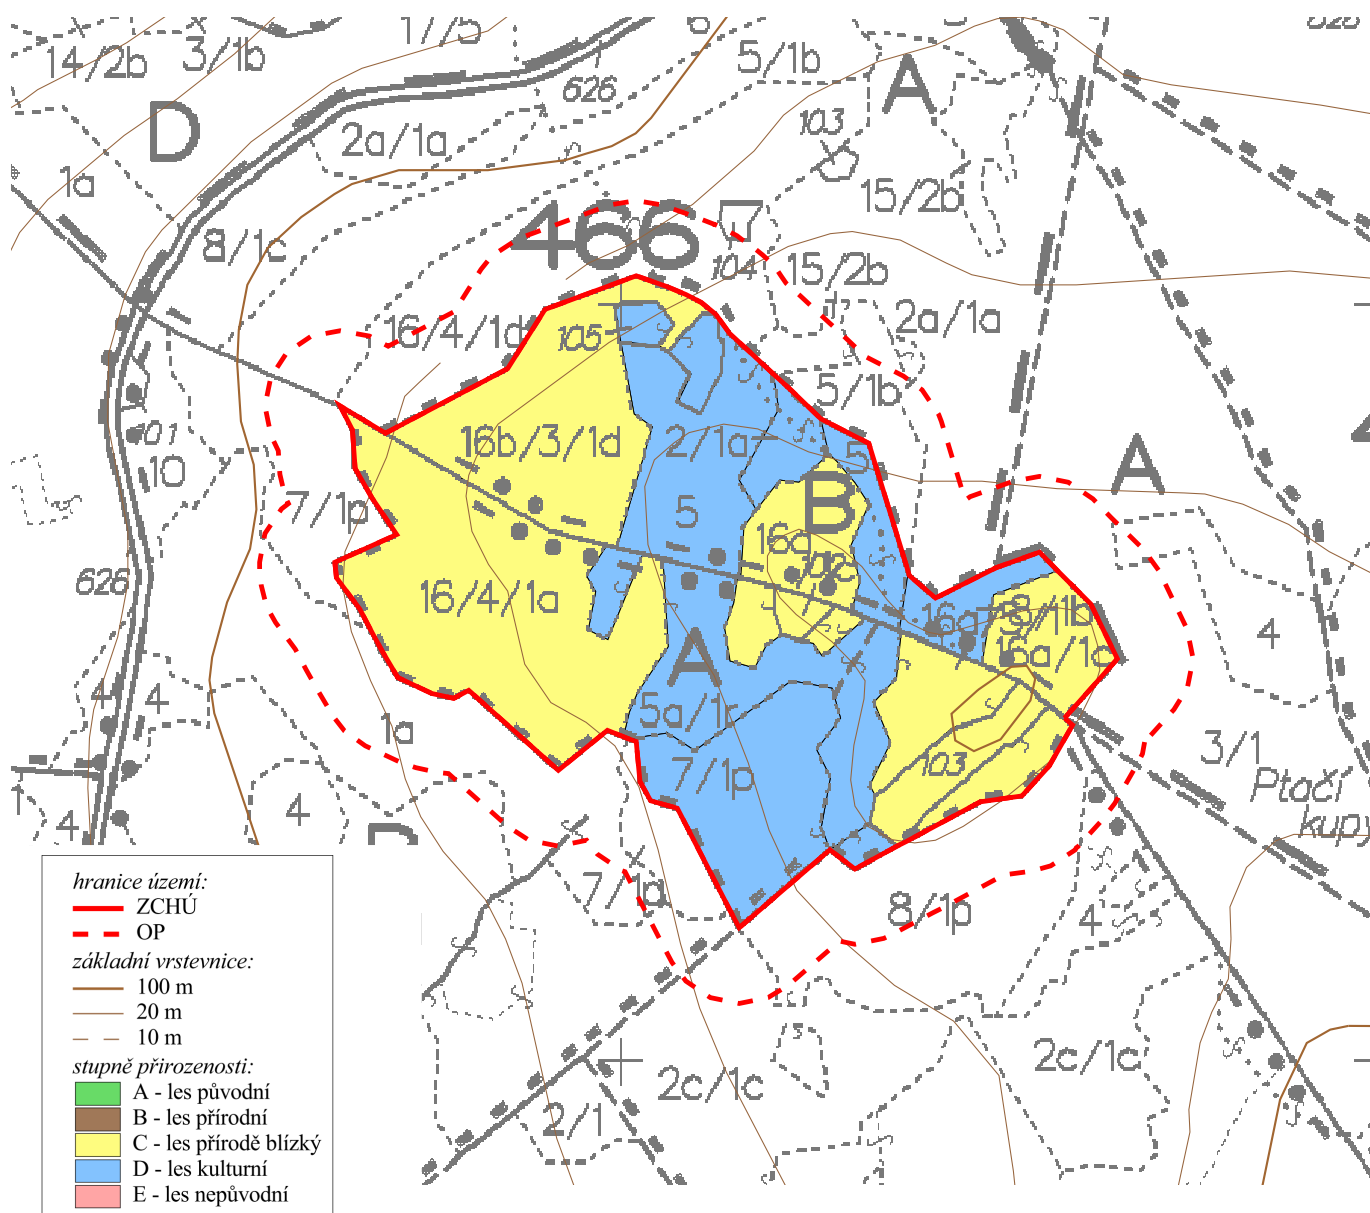 17/5
6
14/2b
3/1b
5/1b
626
A
D
2a/1a
103
1a
15/2b
8/1c
466
104
15/2b
16/4/1d
105
2a/1a
5/1b
101
10
16b/3/1d
2/1a
5
A
7/1p
5
B
626
16/4/1a
8/1b
4
A
16a/1c
4
4
5a/1r
1a
7/1p
103
3/1
Ptačí
kupy
1
4
4
7/1a
8/1p
4
2c/1c
2c/1c
2/1
hranice území:
ZCHÚ
OP
základní vrstevnice:
100 m
20 m
10 m
stupně přirozenosti:
A - les původní
B - les přírodní
C - les přírodě blízký
D - les kulturní
E - les nepůvodní